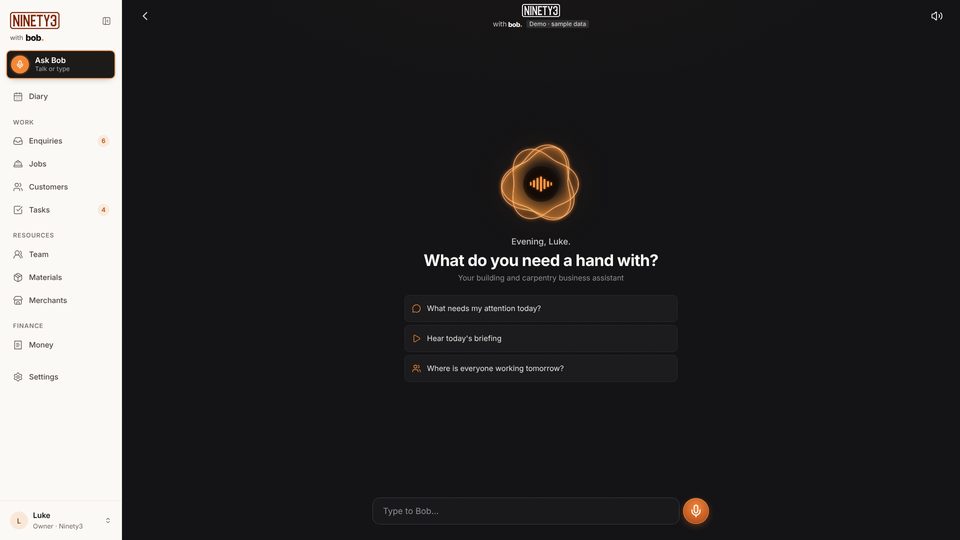 NINETY3
with bob.
Ask Bob
Talk or type
Diary
WORK
Enquiries 6
Jobs
Customers
Tasks 4
RESOURCES
Team
Materials
Merchants
FINANCE
Money
Settings
L
Luke
Owner · Ninety3
NINETY3
with bob. Demo · sample data
Evening, Luke.
What do you need a hand with?
Your building and carpentry business assistant
What needs my attention today?
Hear today's briefing
Where is everyone working tomorrow?
Type to Bob...